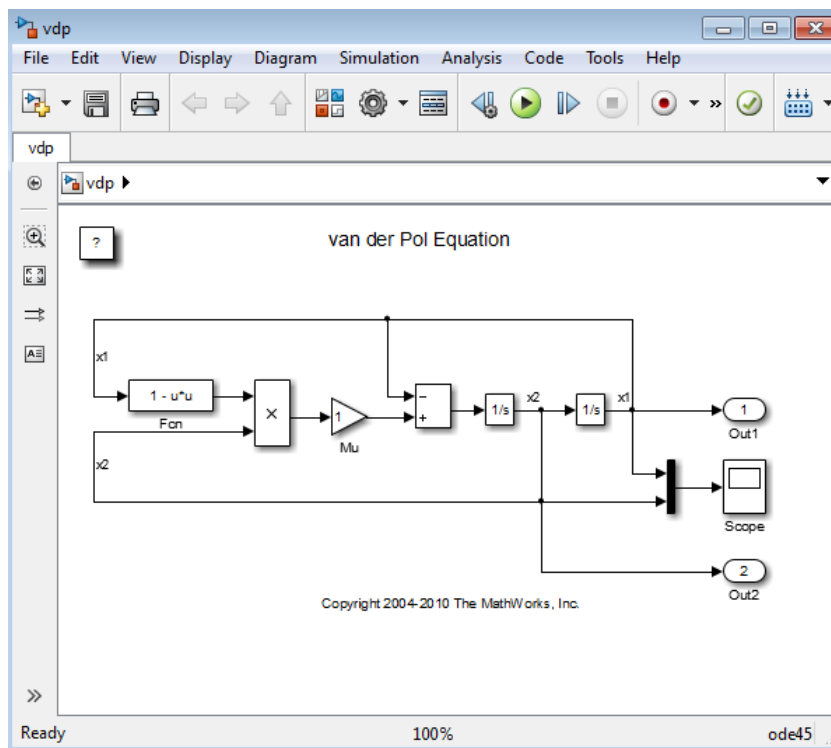 vdp
File Edit View Display Diagram Simulation Analysis Code Tools Help
vdp
vdp
?
van der Pol Equation
x1
1 - u*u
Fcn
×
1
Mu
−
+
1/s
x2
1/s
x1
1
Out1
x2
Scope
2
Out2
Copyright 2004-2010 The MathWorks, Inc.
Ready 100% ode45